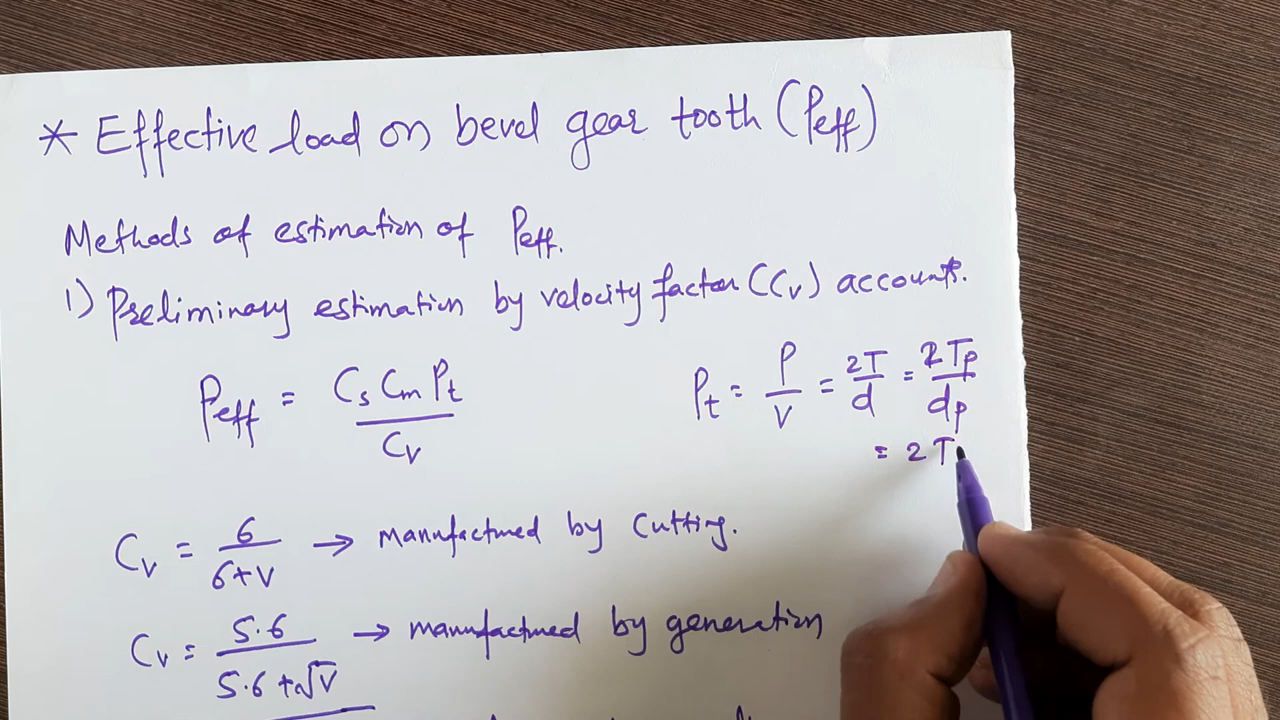 * Effective load on bevel gear tooth (Peff)
Methods of estimation of Peff.
1) Preliminary estimation by velocity factor (Cv) accounts.
Peff = Cs Cm Pt / Cv
Pt = P/V = 2T/d = 2Tp/dp
= 2T
Cv = 6 / 6+V → manufactured by cutting.
Cv = 5.6 / 5.6+√V → manufactured by generation